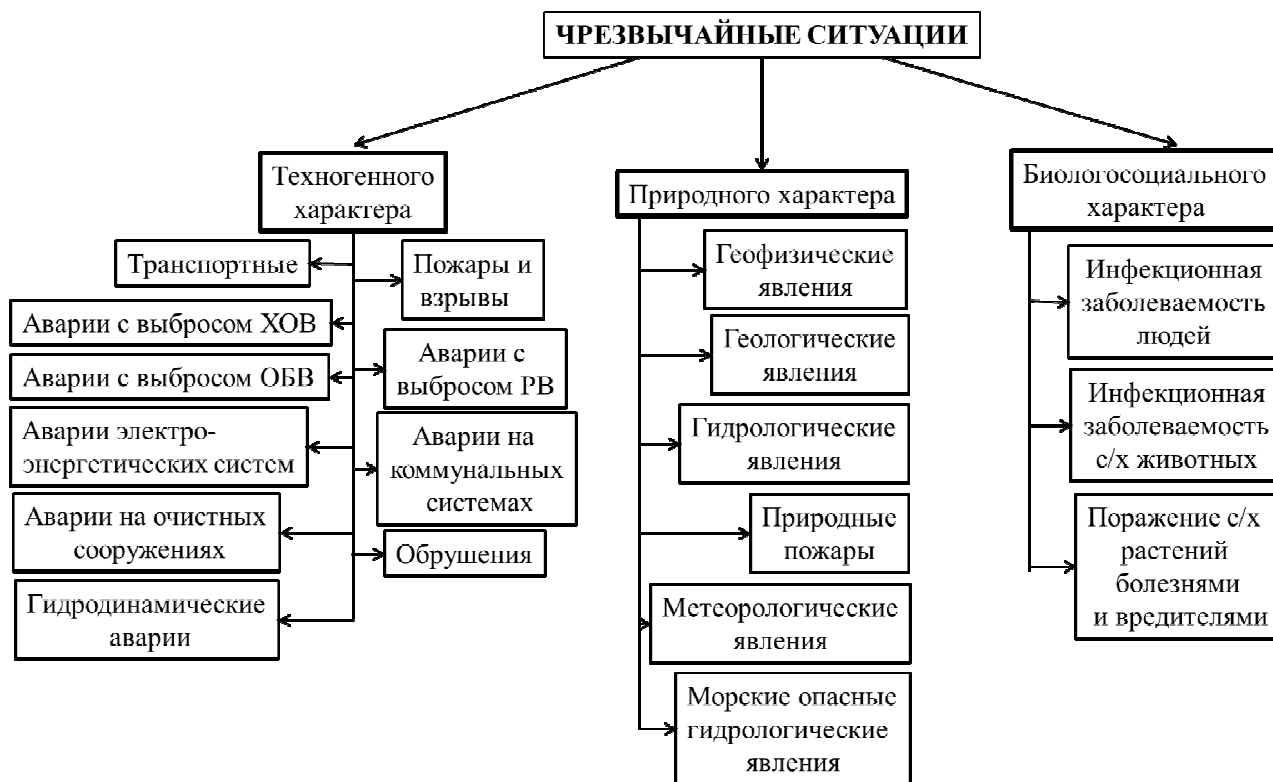 ЧРЕЗВЫЧАЙНЫЕ СИТУАЦИИ
Техногенного
характера
Транспортные
Пожары и
взрывы
Аварии с выбросом ХОВ
Аварии с
выбросом РВ
Аварии с выбросом ОБВ
Аварии электро-
энергетических систем
Аварии на
коммунальных
системах
Аварии на очистных
сооружениях
Обрушения
Гидродинамические
аварии
Природного характера
Геофизические
явления
Геологические
явления
Гидрологические
явления
Природные
пожары
Метеорологические
явления
Морские опасные
гидрологические
явления
Биологосоциального
характера
Инфекционная
заболеваемость
людей
Инфекционная
заболеваемость
с/х животных
Поражение с/х
растений
болезнями
и вредителями